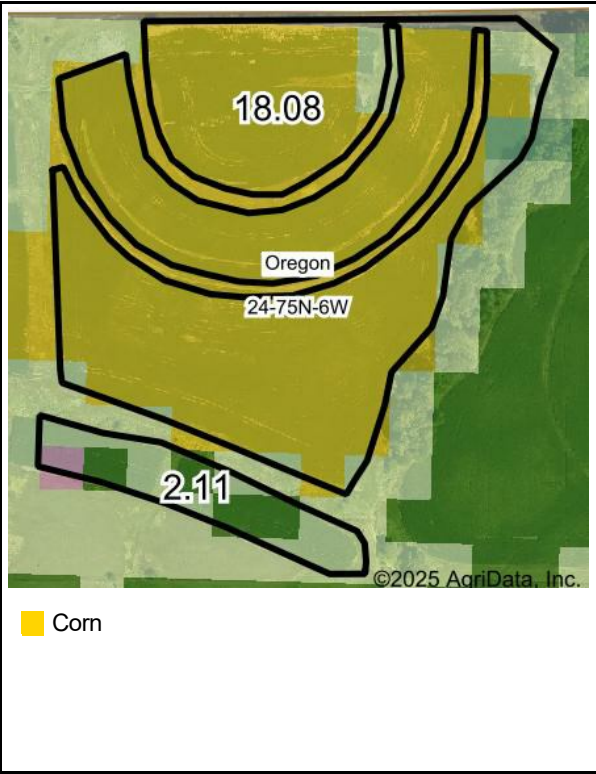 18.08
Oregon
24-75N-6W
2.11
©2025 AgriData, Inc.
Corn